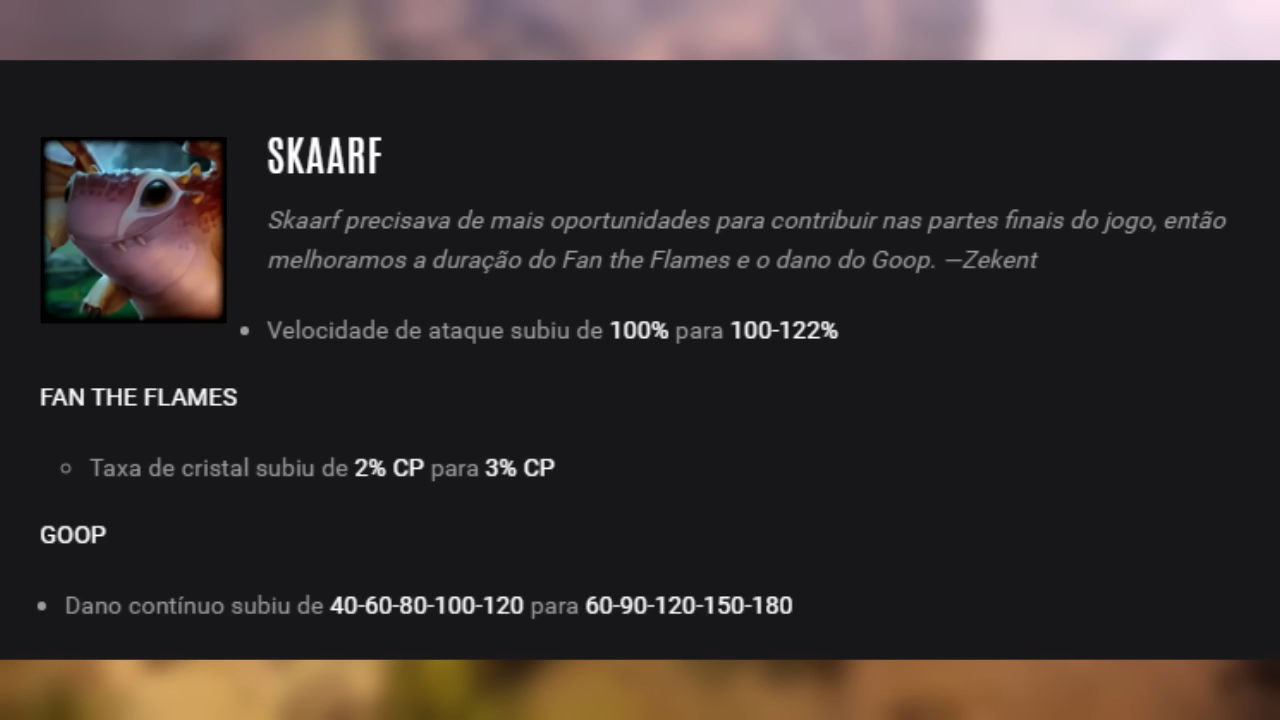 SKAARF
Skaarf precisava de mais oportunidades para contribuir nas partes finais do jogo, então
melhoramos a duração do Fan the Flames e o dano do Goop. —Zekent
Velocidade de ataque subiu de 100% para 100-122%
FAN THE FLAMES
Taxa de cristal subiu de 2% CP para 3% CP
GOOP
Dano contínuo subiu de 40-60-80-100-120 para 60-90-120-150-180